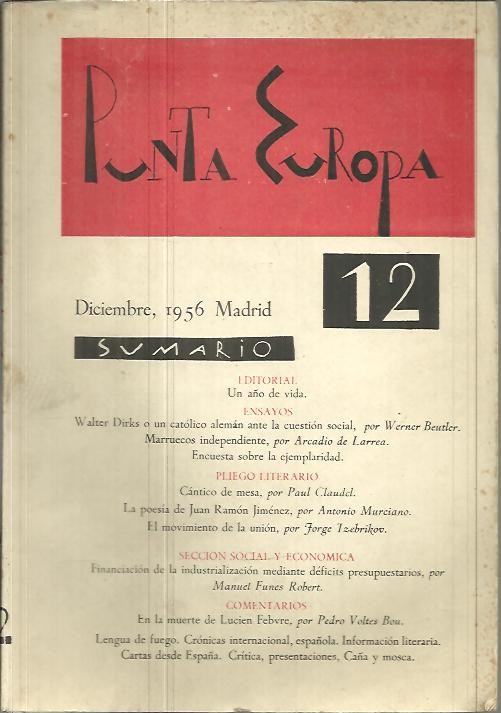 PUNTA EUROPA
12
Diciembre, 1956 Madrid
SUMARIO
EDITORIAL
Un año de vida.
ENSAYOS
Walter Dirks o un católico alemán ante la cuestión social, por Werner Beutler.
Marruecos independiente, por Arcadio de Larrea.
Encuesta sobre la ejemplaridad.
PLIEGO LITERARIO
Cántico de mesa, por Paul Claudel.
La poesía de Juan Ramón Jiménez, por Antonio Murciano.
El movimiento de la unión, por Jorge Izebrikov.
SECCION SOCIAL Y ECONOMICA
Financiación de la industrialización mediante déficits presupuestarios, por
Manuel Funes Robert.
COMENTARIOS
En la muerte de Lucien Febvre, por Pedro Voltes Bou.
Lengua de fuego. Crónicas internacional, española. Información literaria.
Cartas desde España. Crítica, presentaciones, Caña y mosca.